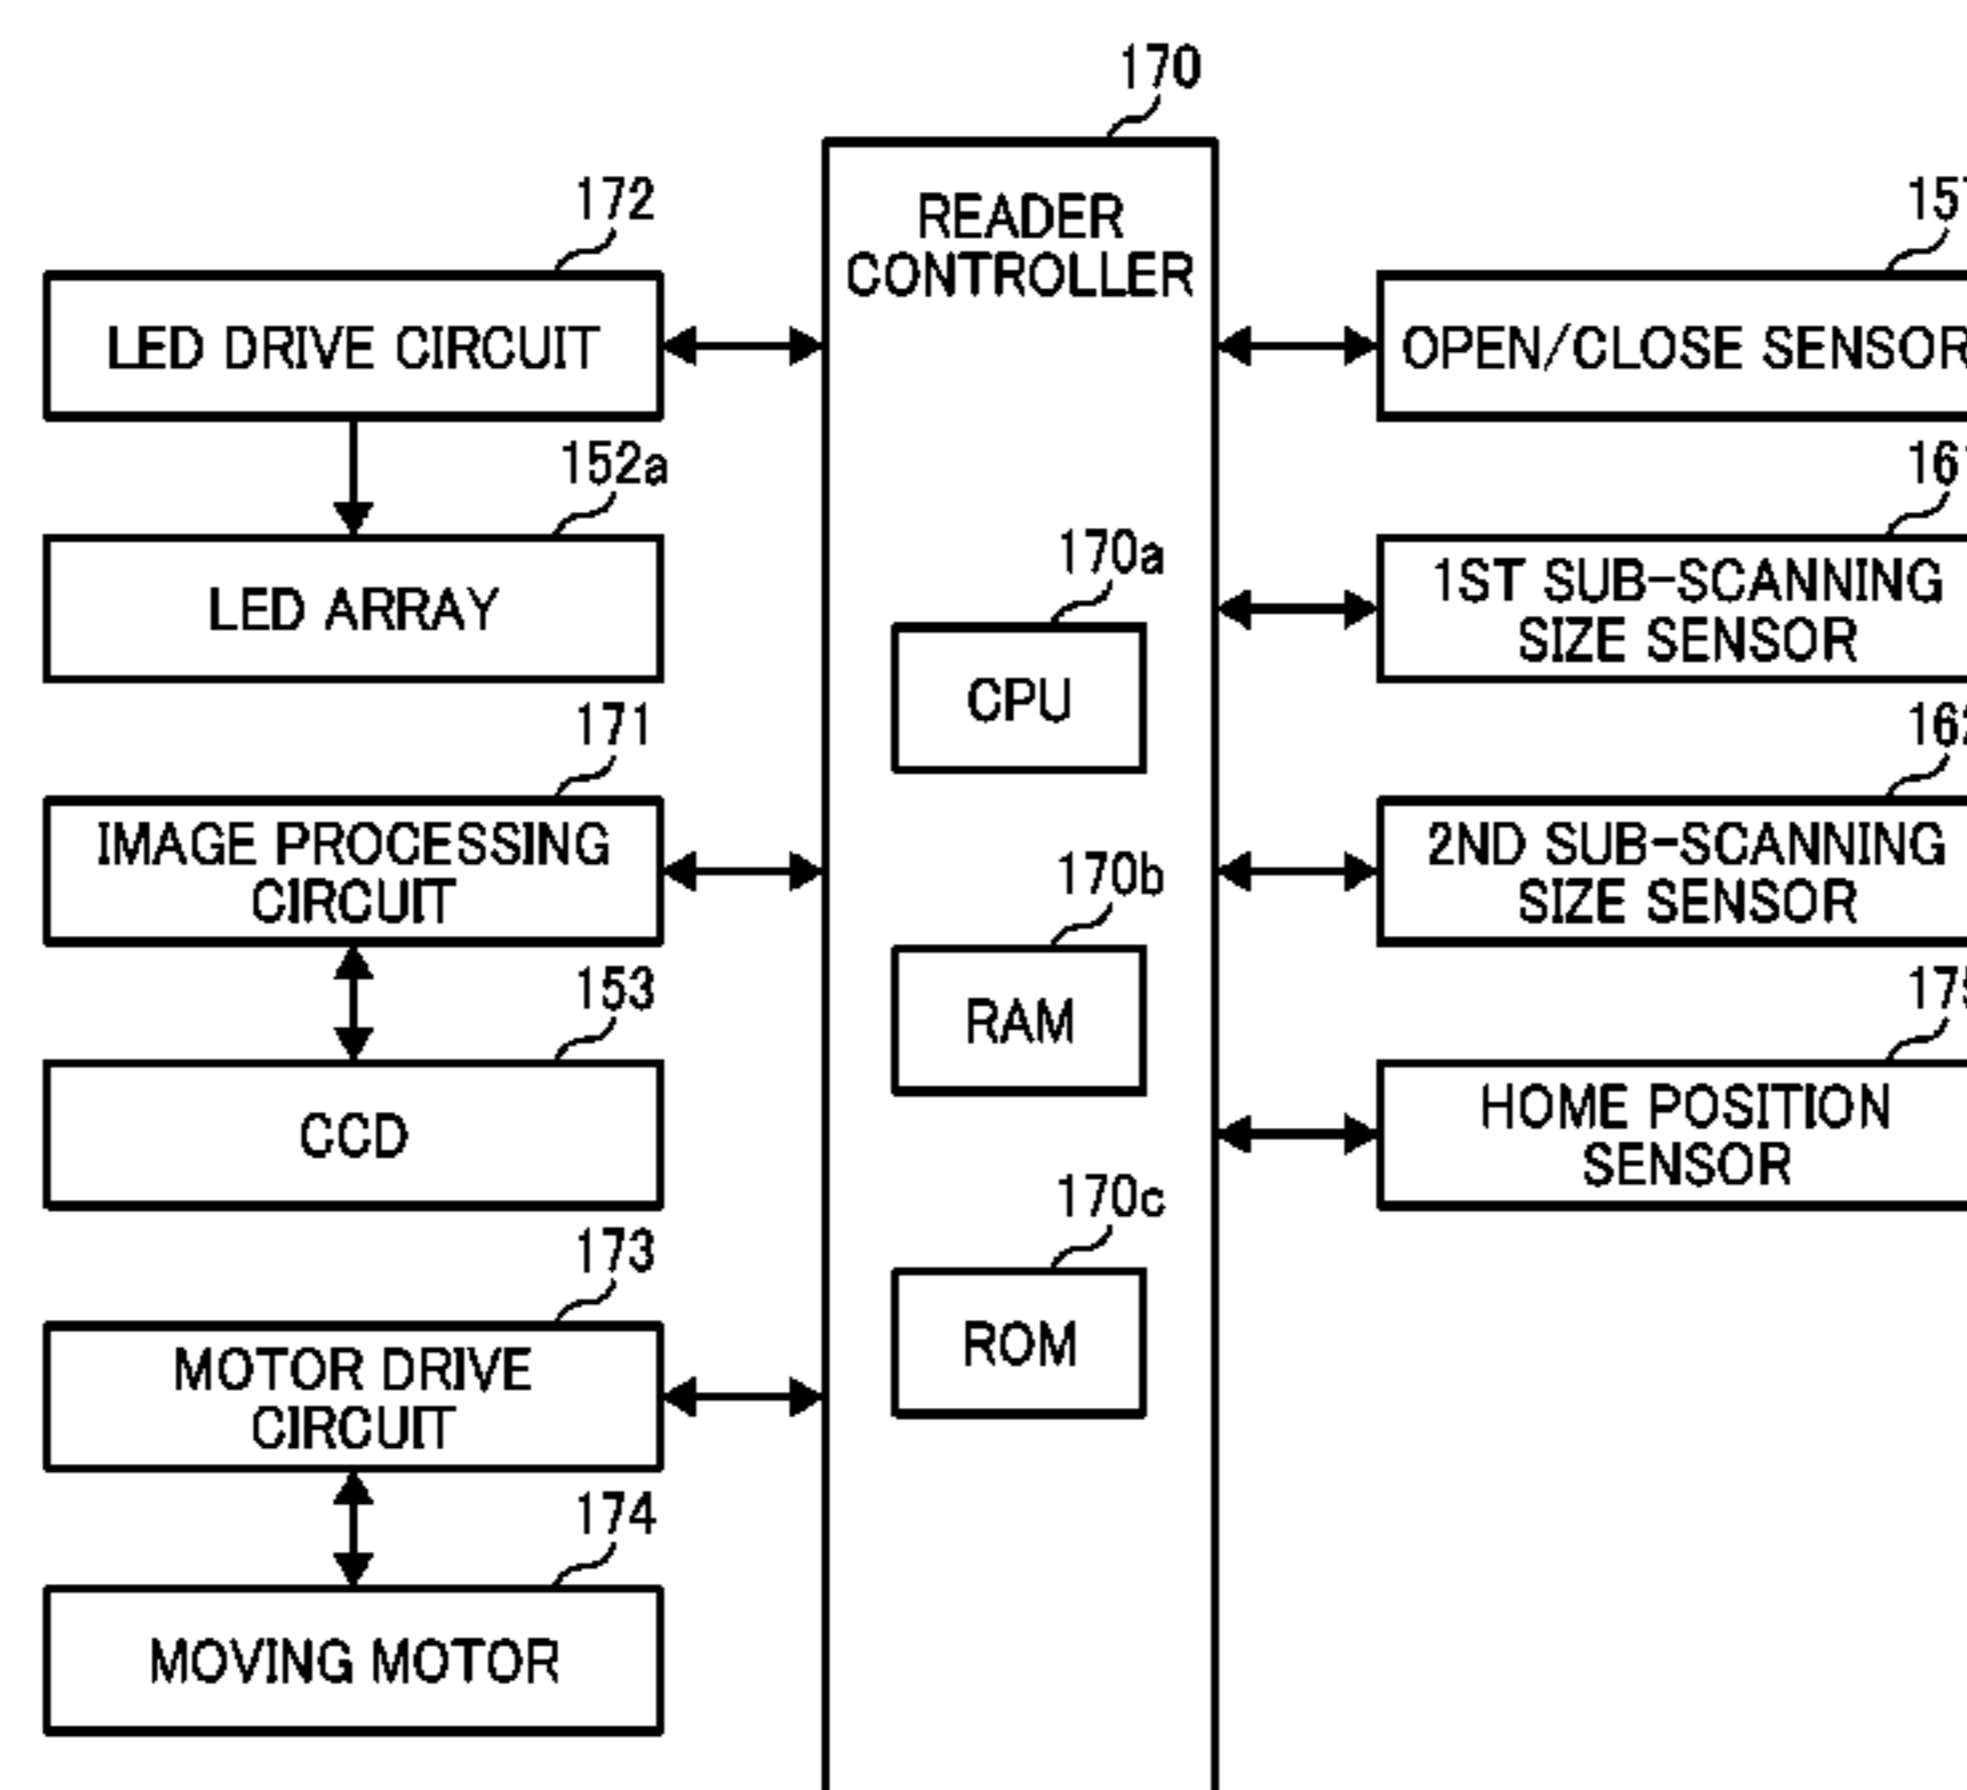 170
172
READER
CONTROLLER
LED DRIVE CIRCUIT
OPEN/CLOSE SENSOR
152a
LED ARRAY
170a
1ST SUB-SCANNING
SIZE SENSOR
CPU
171
IMAGE PROCESSING
CIRCUIT
170b
2ND SUB-SCANNING
SIZE SENSOR
153
RAM
CCD
HOME POSITION
SENSOR
170c
173
MOTOR DRIVE
CIRCUIT
ROM
174
MOVING MOTOR